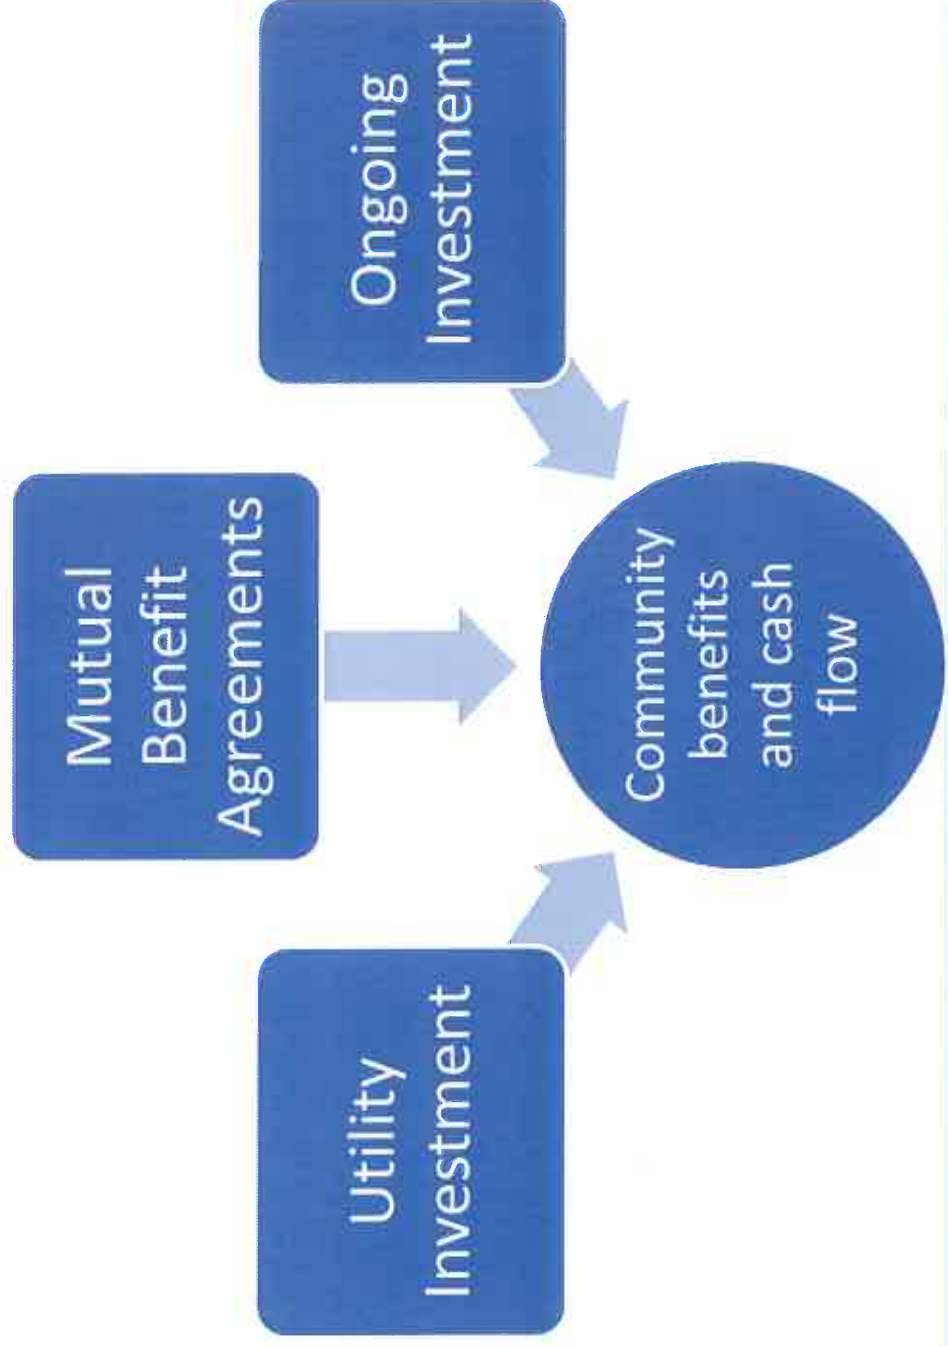 Utility
Investment
Mutual
Benefit
Agreements
Ongoing
Investment
Community
benefits
and cash
flow